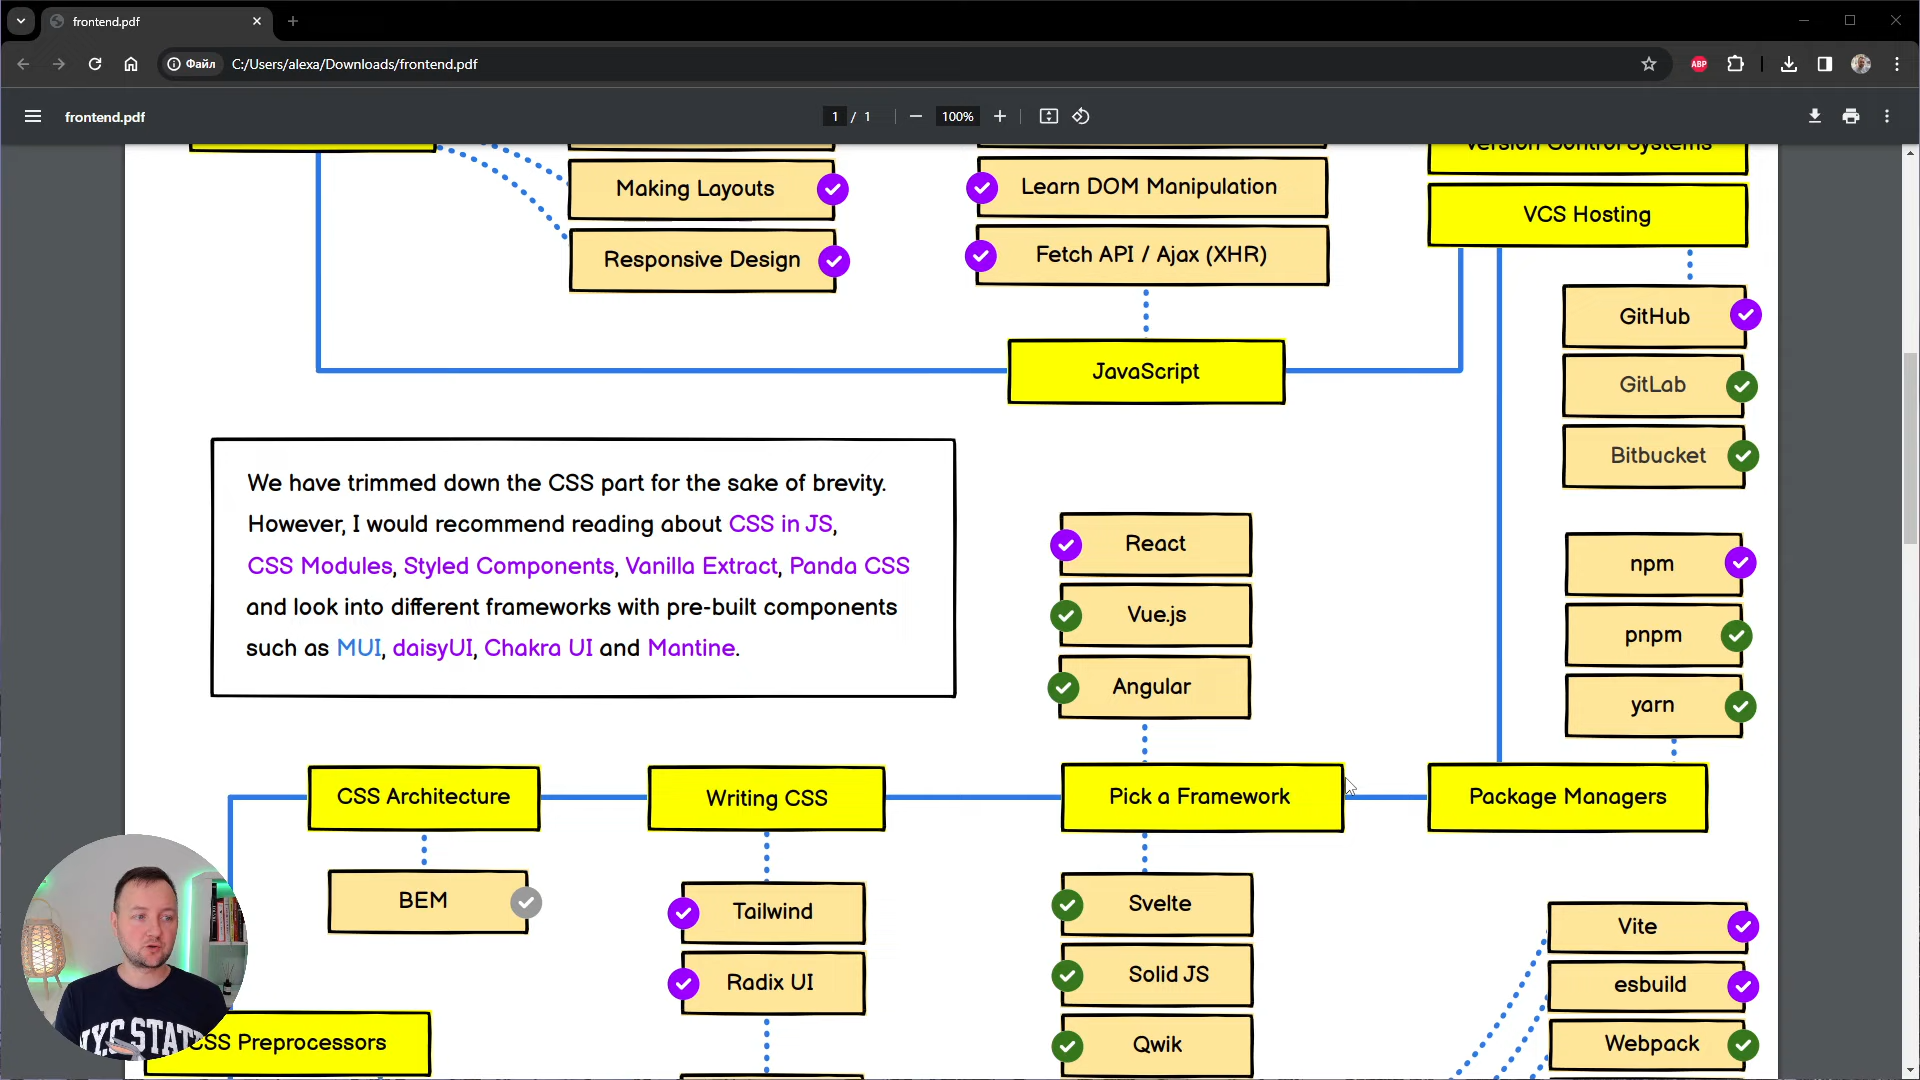 frontend.pdf
Файл
C:/Users/alexa/Downloads/frontend.pdf
ABP
frontend.pdf
1 / 1
100%
Version Control Systems
Making Layouts
Learn DOM Manipulation
VCS Hosting
Responsive Design
Fetch API / Ajax (XHR)
GitHub
JavaScript
GitLab
Bitbucket
We have trimmed down the CSS part for the sake of brevity.
However, I would recommend reading about CSS in JS,
CSS Modules, Styled Components, Vanilla Extract, Panda CSS
and look into different frameworks with pre-built components
such as MUI, daisyUI, Chakra UI and Mantine.
React
npm
Vue.js
pnpm
Angular
yarn
CSS Architecture
Writing CSS
Pick a Framework
Package Managers
BEM
Tailwind
Svelte
Vite
Radix UI
Solid JS
esbuild
CSS Preprocessors
Qwik
Webpack
N.Y.C STATE